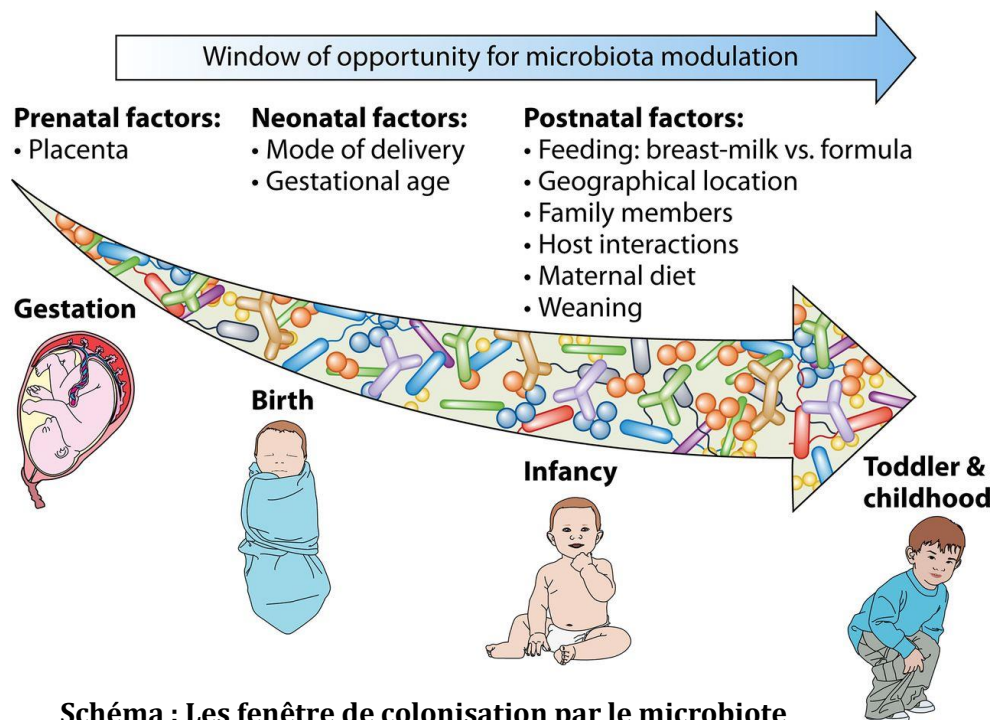 Window of opportunity for microbiota modulation
Prenatal factors:
• Placenta
Neonatal factors:
• Mode of delivery
• Gestational age
Postnatal factors:
• Feeding: breast-milk vs. formula
• Geographical location
• Family members
• Host interactions
• Maternal diet
• Weaning
Gestation
Birth
Infancy
Toddler &
childhood
Schéma : Les fenêtre de colonisation par le microbiote